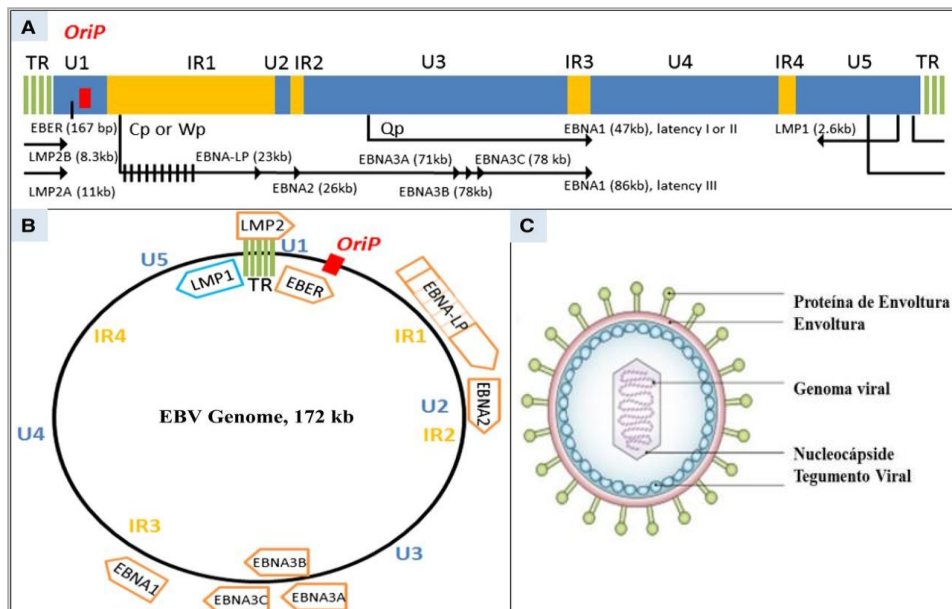 A
OriP
TR U1 IR1 U2 IR2 U3 IR3 U4 IR4 U5 TR
EBER (167 bp)
Cp or Wp
Qp
EBNA1 (47kb), latency I or II
LMP1 (2.6kb)
LMP2B (8.3kb)
EBNA-LP (23kb)
EBNA3A (71kb)
EBNA3C (78 kb)
LMP2A (11kb)
EBNA2 (26kb)
EBNA3B (78kb)
EBNA1 (86kb), latency III
B
LMP2
U5
U1
OriP
LMP1
TR
EBER
EBNA-LP
IR4
IR1
EBNA2
EBV Genome, 172 kb
U2
U4
IR2
IR3
U3
EBNA1
EBNA3B
EBNA3C
EBNA3A
C
Proteína de Envoltura
Envoltura
Genoma viral
Nucleocápside
Tegumento Viral